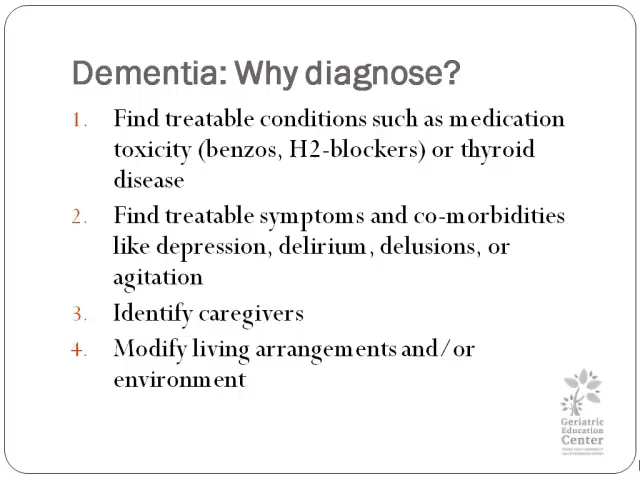 Dementia: Why diagnose?
1. Find treatable conditions such as medication
toxicity (benzos, H2-blockers) or thyroid
disease
2. Find treatable symptoms and co-morbidities
like depression, delirium, delusions, or
agitation
3. Identify caregivers
4. Modify living arrangements and/or
environment
Geriatric
Education
Center